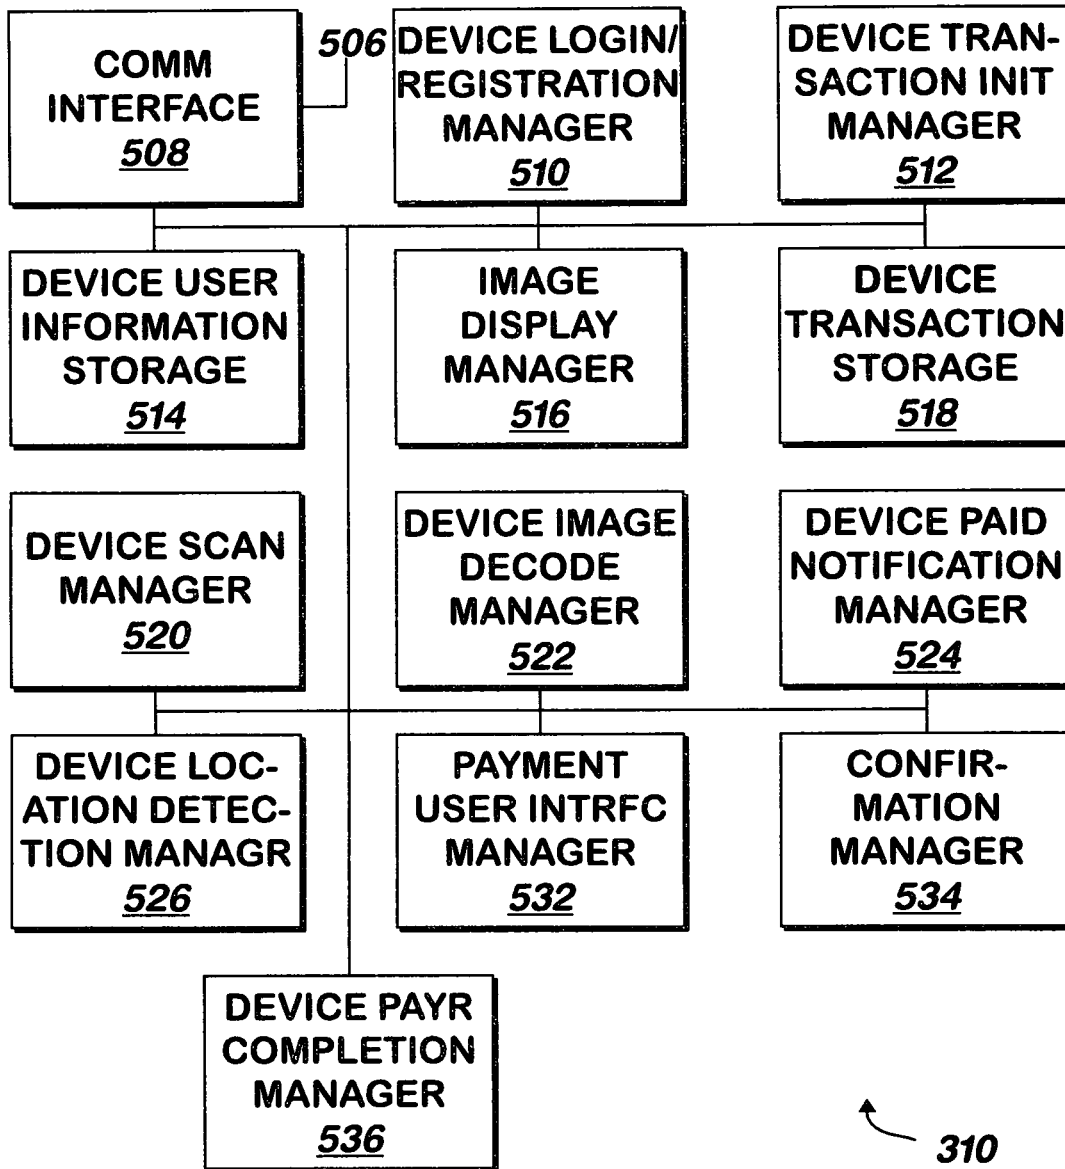 COMM
INTERFACE
508
506
DEVICE LOGIN/
REGISTRATION
MANAGER
510
DEVICE TRAN-
SACTION INIT
MANAGER
512
DEVICE USER
INFORMATION
STORAGE
514
IMAGE
DISPLAY
MANAGER
516
DEVICE
TRANSACTION
STORAGE
518
DEVICE SCAN
MANAGER
520
DEVICE IMAGE
DECODE
MANAGER
522
DEVICE PAID
NOTIFICATION
MANAGER
524
DEVICE LOC-
ATION DETEC-
TION MANAGR
526
PAYMENT
USER INTRFC
MANAGER
532
CONFIR-
MATION
MANAGER
534
DEVICE PAYR
COMPLETION
MANAGER
536
310